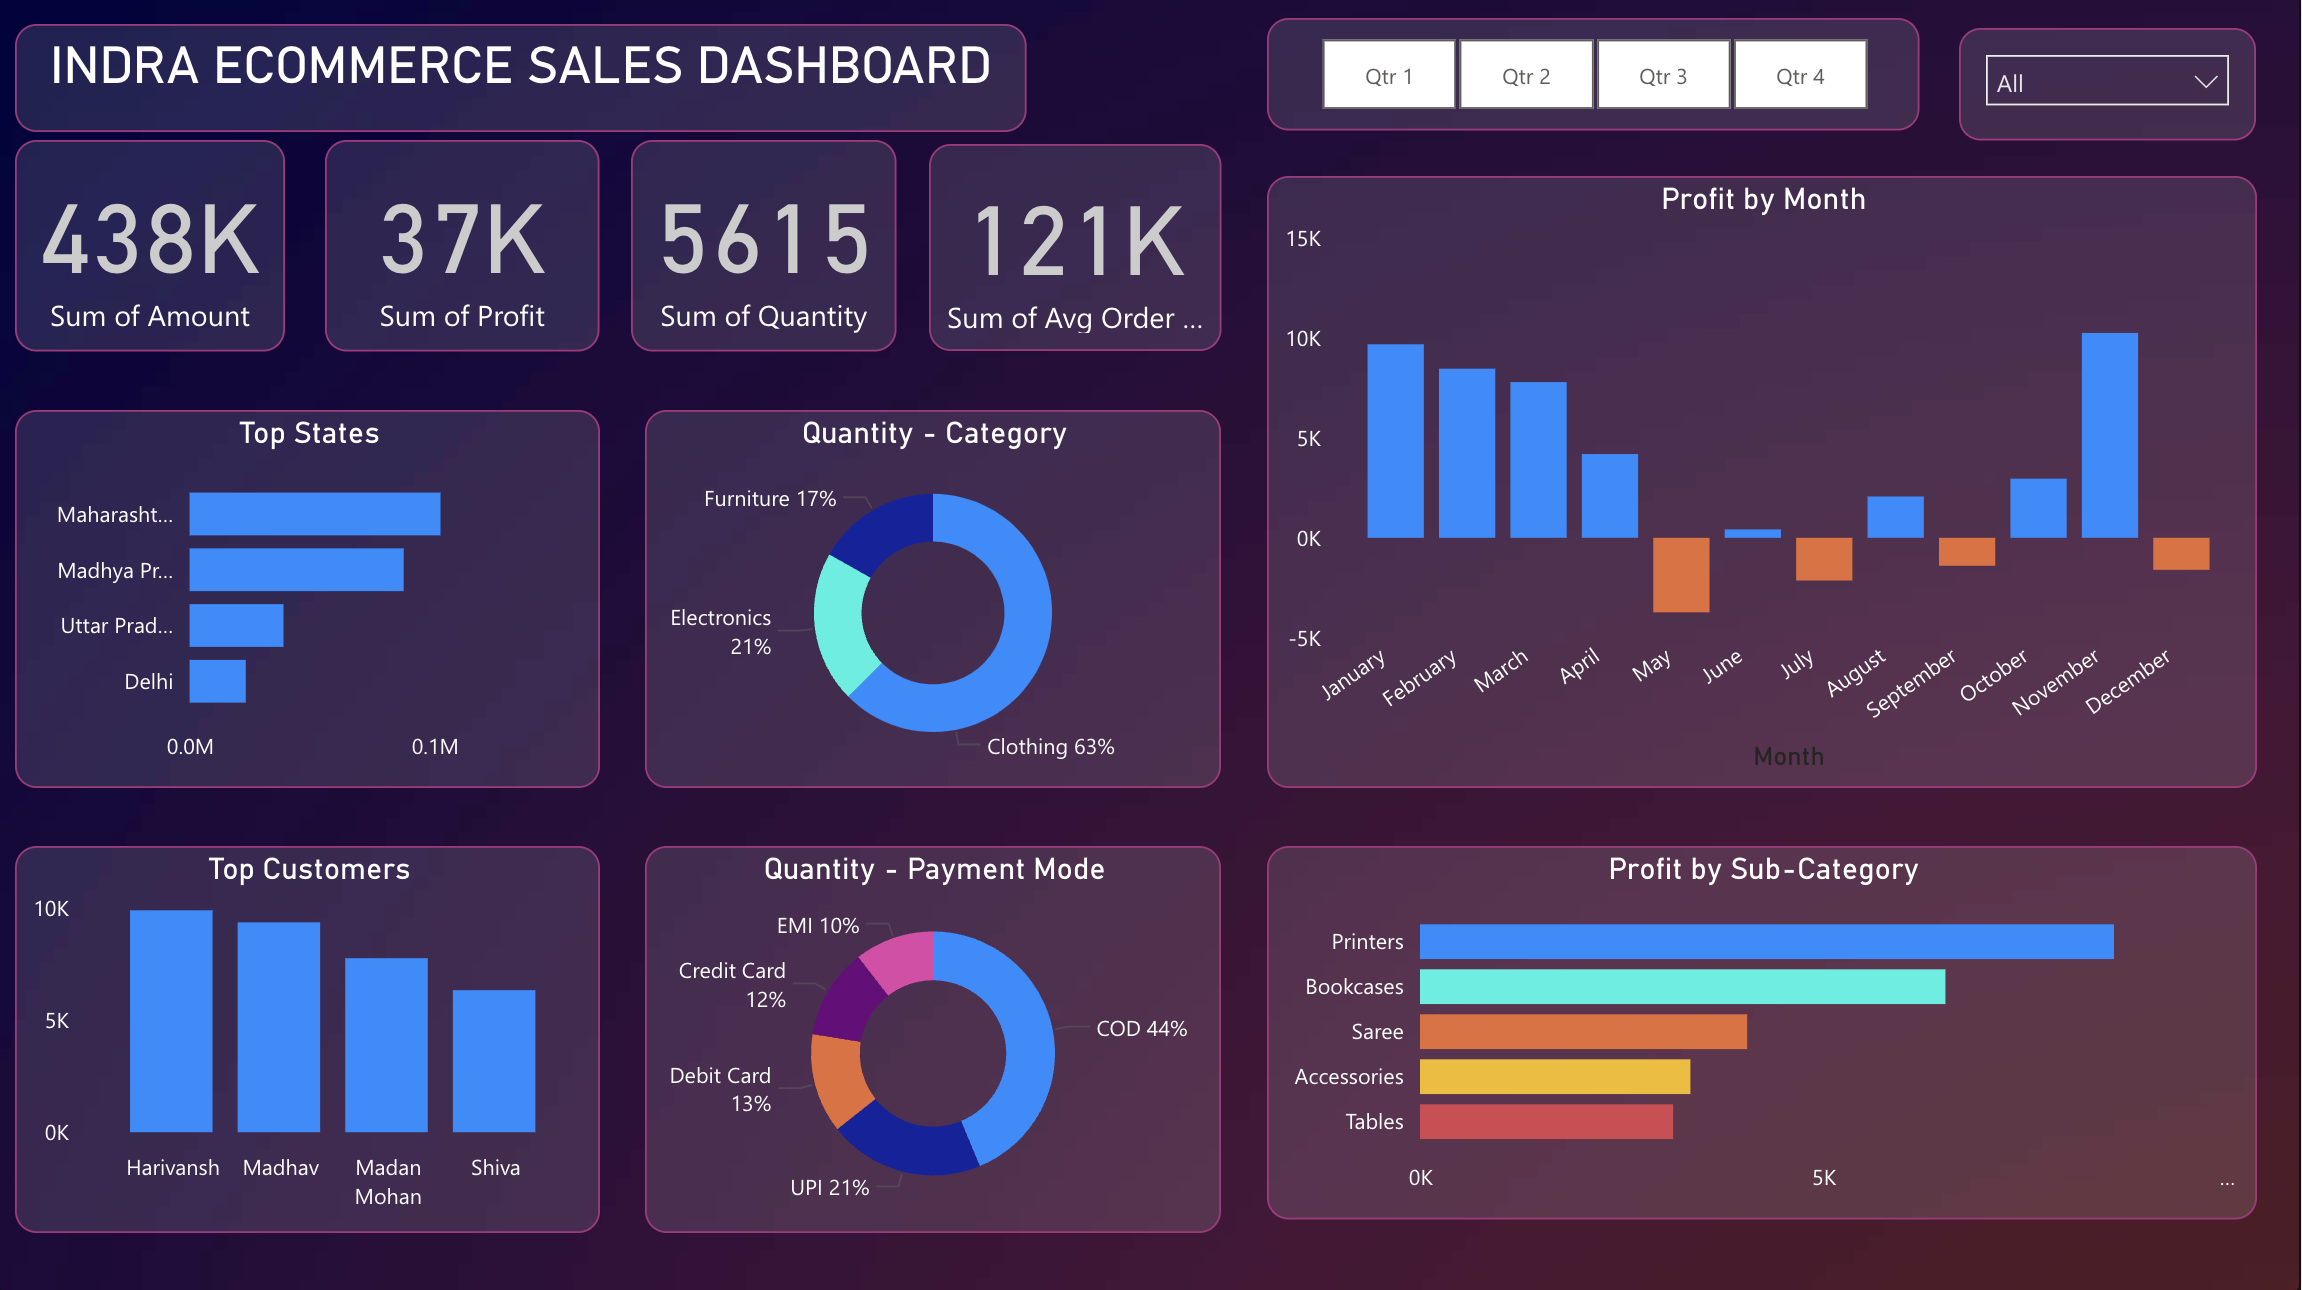 INDRA ECOMMERCE SALES DASHBOARD
Qtr 1
Qtr 2
Qtr 3
Qtr 4
All
438K
Sum of Amount
37K
Sum of Profit
5615
Sum of Quantity
121K
Sum of Avg Order ...
Profit by Month
15K
10K
5K
0K
-5K
January
February
March
April
May
June
July
August
September
October
November
December
Month
Top States
Maharasht...
Madhya Pr...
Uttar Prad...
Delhi
0.0M
0.1M
Quantity - Category
Furniture 17%
Electronics
21%
Clothing 63%
Top Customers
10K
5K
0K
Harivansh
Madhav
Madan
Mohan
Shiva
Quantity - Payment Mode
EMI 10%
Credit Card
12%
Debit Card
13%
UPI 21%
COD 44%
Profit by Sub-Category
Printers
Bookcases
Saree
Accessories
Tables
0K
5K
...